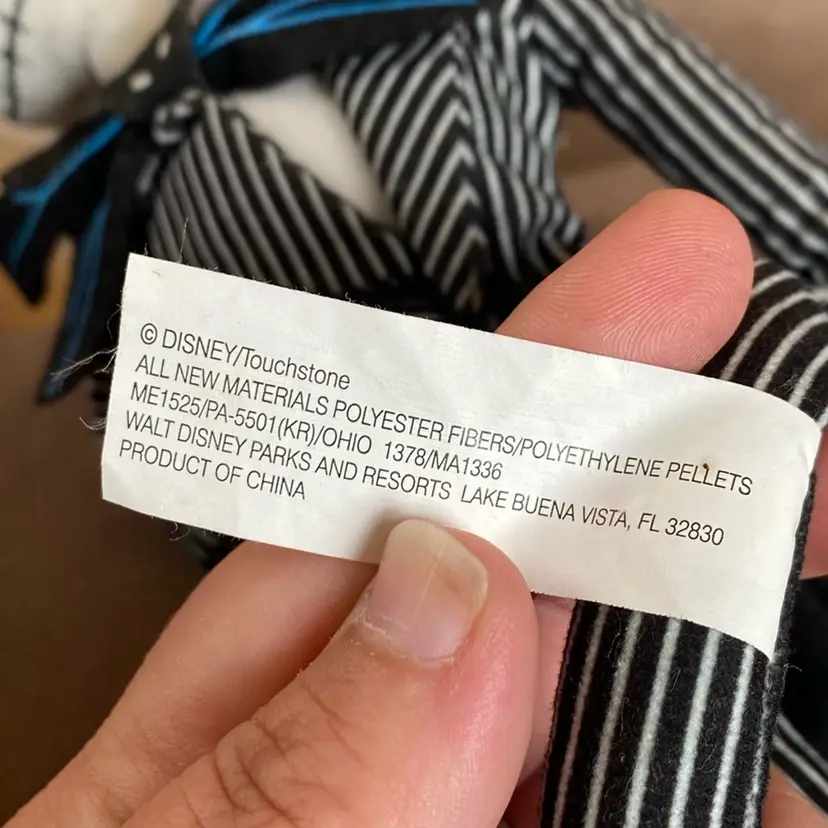 © DISNEY/Touchstone
ALL NEW MATERIALS POLYESTER FIBERS/POLYETHYLENE PELLETS
ME1525/PA-5501(KR)/OHIO 1378/MA1336
WALT DISNEY PARKS AND RESORTS LAKE BUENA VISTA, FL 32830
PRODUCT OF CHINA